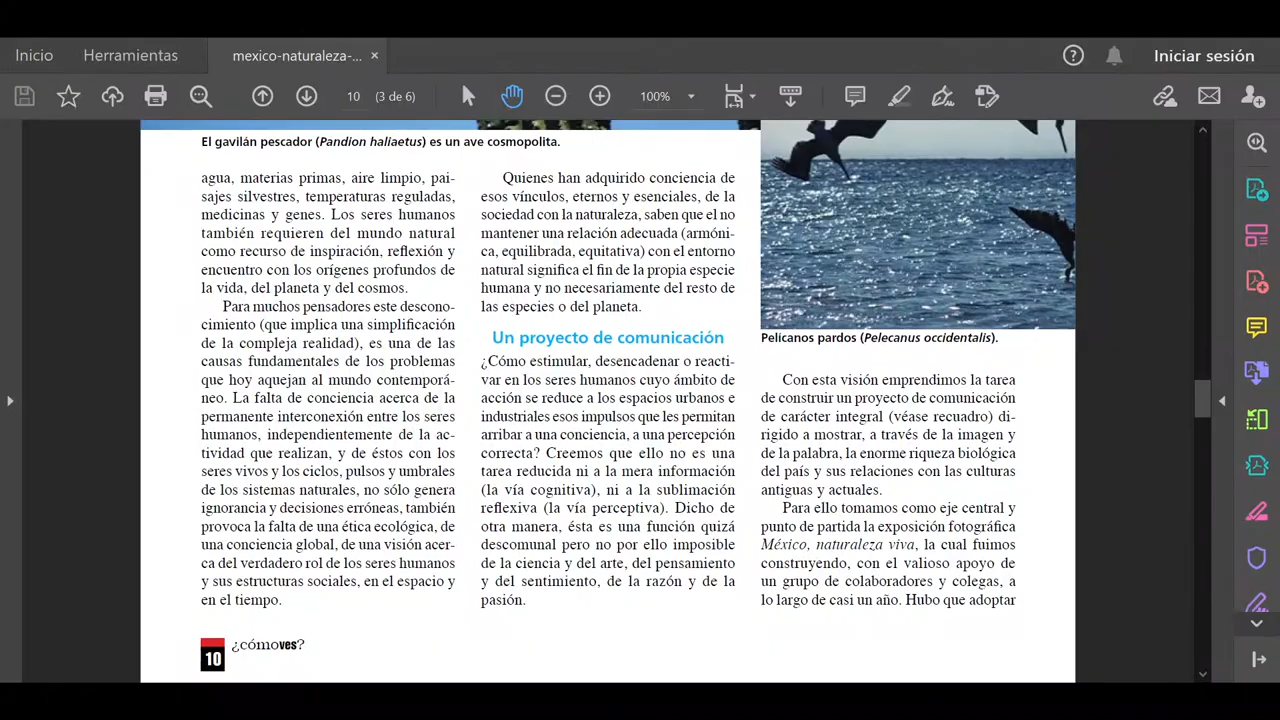 Inicio
Herramientas
mexico-naturaleza-...
Iniciar sesión
10
(3 de 6)
100%
El gavilán pescador (Pandion haliaetus) es un ave cosmopolita.
agua, materias primas, aire limpio, pai-
sajes silvestres, temperaturas reguladas,
medicinas y genes. Los seres humanos
también requieren del mundo natural
como recurso de inspiración, reflexión y
encuentro con los orígenes profundos de
la vida, del planeta y del cosmos.
Para muchos pensadores este descono-
cimiento (que implica una simplificación
de la compleja realidad), es una de las
causas fundamentales de los problemas
que hoy aquejan al mundo contemporá-
neo. La falta de conciencia acerca de la
permanente interconexión entre los seres
humanos, independientemente de la ac-
tividad que realizan, y de éstos con los
seres vivos y los ciclos, pulsos y umbrales
de los sistemas naturales, no sólo genera
ignorancia y decisiones erróneas, también
provoca la falta de una ética ecológica, de
una conciencia global, de una visión acer-
ca del verdadero rol de los seres humanos
y sus estructuras sociales, en el espacio y
en el tiempo.
Quienes han adquirido conciencia de
esos vínculos, eternos y esenciales, de la
sociedad con la naturaleza, saben que el no
mantener una relación adecuada (armóni-
ca, equilibrada, equitativa) con el entorno
natural significa el fin de la propia especie
humana y no necesariamente del resto de
las especies o del planeta.
Un proyecto de comunicación
¿Cómo estimular, desencadenar o reacti-
var en los seres humanos cuyo ámbito de
acción se reduce a los espacios urbanos e
industriales esos impulsos que les permitan
arribar a una conciencia, a una percepción
correcta? Creemos que ello no es una
tarea reducida ni a la mera información
(la vía cognitiva), ni a la sublimación
reflexiva (la vía perceptiva). Dicho de
otra manera, ésta es una función quizá
descomunal pero no por ello imposible
de la ciencia y del arte, del pensamiento
y del sentimiento, de la razón y de la
pasión.
Pelícanos pardos (Pelecanus occidentalis).
Con esta visión emprendimos la tarea
de construir un proyecto de comunicación
de carácter integral (véase recuadro) di-
rigido a mostrar, a través de la imagen y
de la palabra, la enorme riqueza biológica
del país y sus relaciones con las culturas
antiguas y actuales.
Para ello tomamos como eje central y
punto de partida la exposición fotográfica
México, naturaleza viva, la cual fuimos
construyendo, con el valioso apoyo de
un grupo de colaboradores y colegas, a
lo largo de casi un año. Hubo que adoptar
10
¿cómoves?